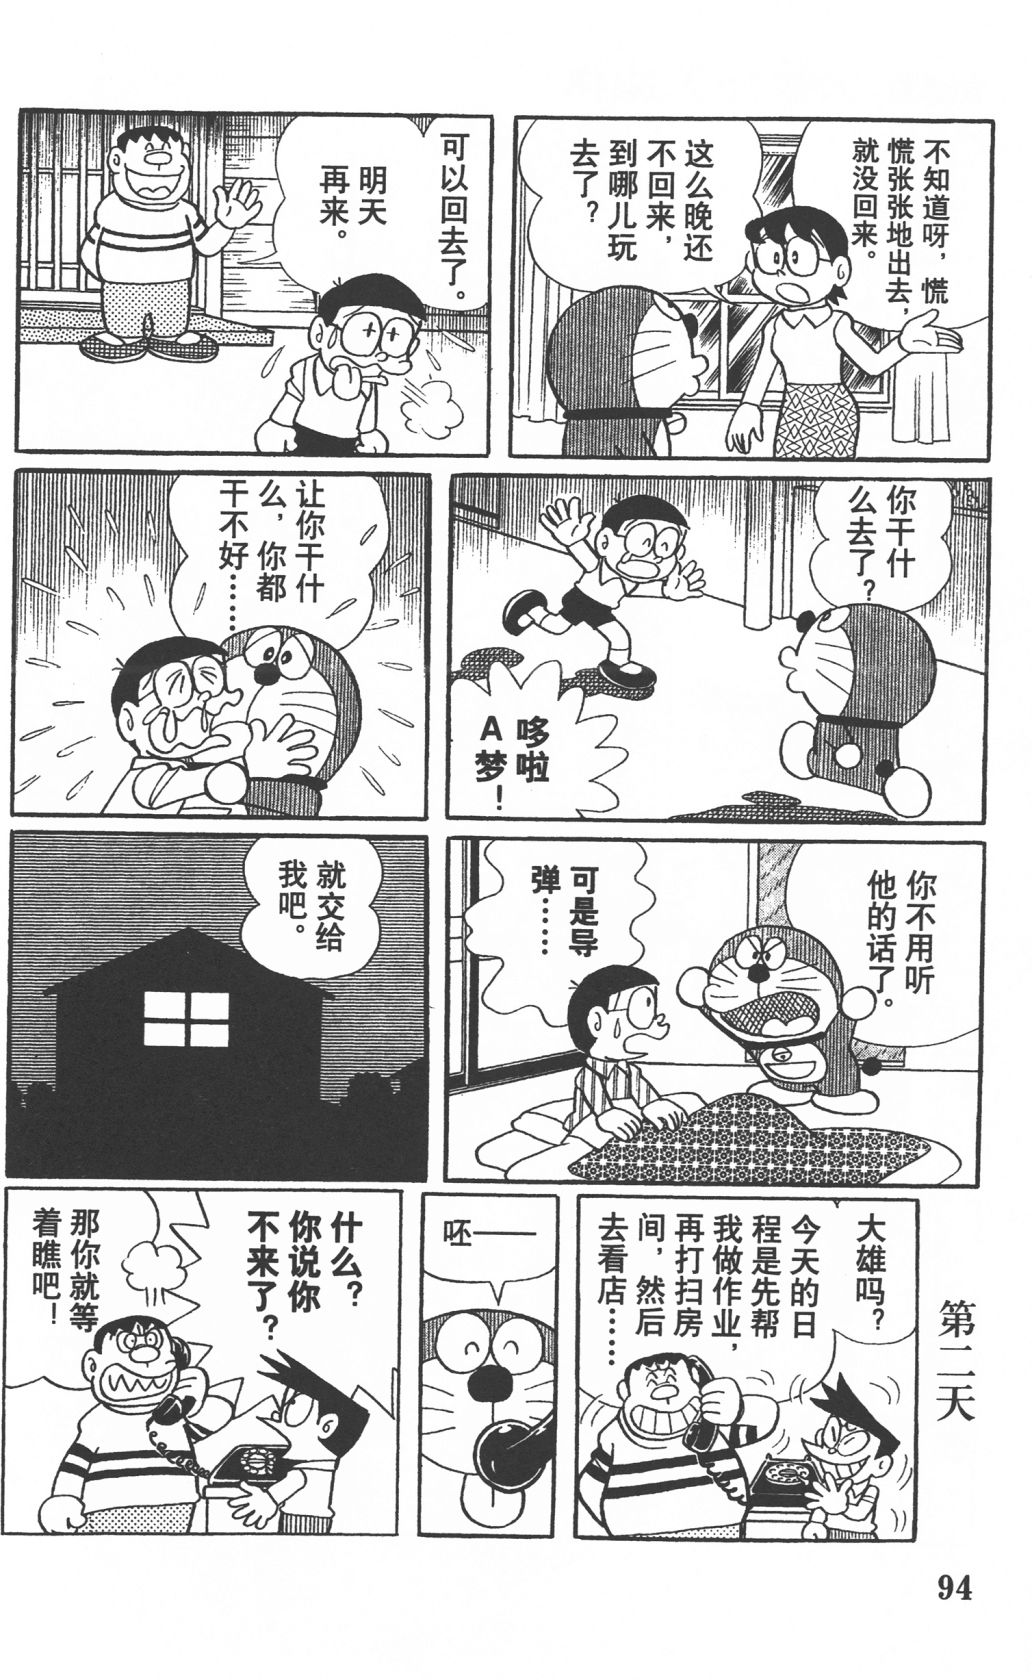 不知道呀，慌
慌张张地出去，
就没回来。
这么晚还
不回来，
到哪儿玩
去了？
可以回去了。
明天
再来。
你干什
么去了？
哆啦
A梦！
让你干什
么，你都
干不好……
你不用听
他的话了。
可是导
弹……
就交给
我吧。
第二天
大雄吗？
今天的日
程是先帮
我做作业，
再打扫房
间，然后
去看店……
呸——
什么？
你说你
不来了？
那你就等
着瞧吧！
94